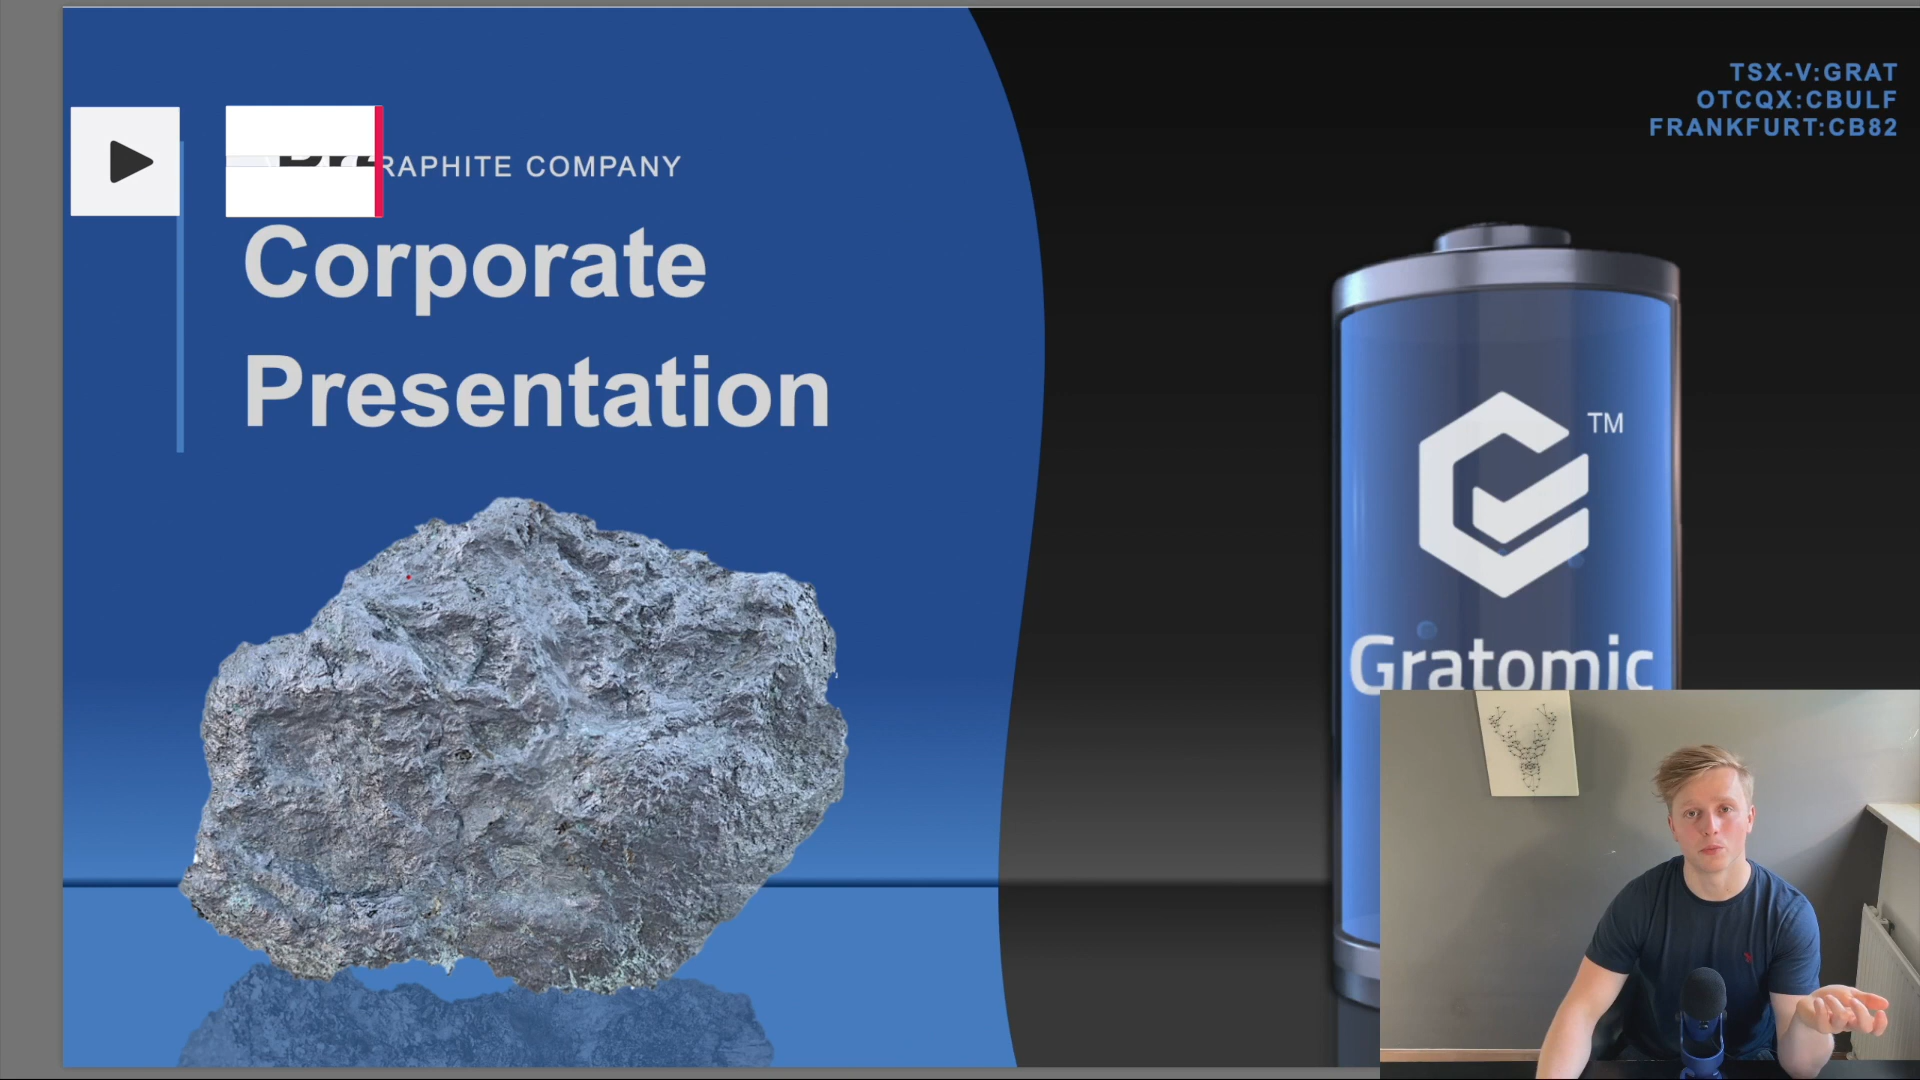 RAPHITE COMPANY
Corporate
Presentation
TSX-V:GRAT
OTCQX:CBULF
FRANKFURT:CB82
TM
Gratomic